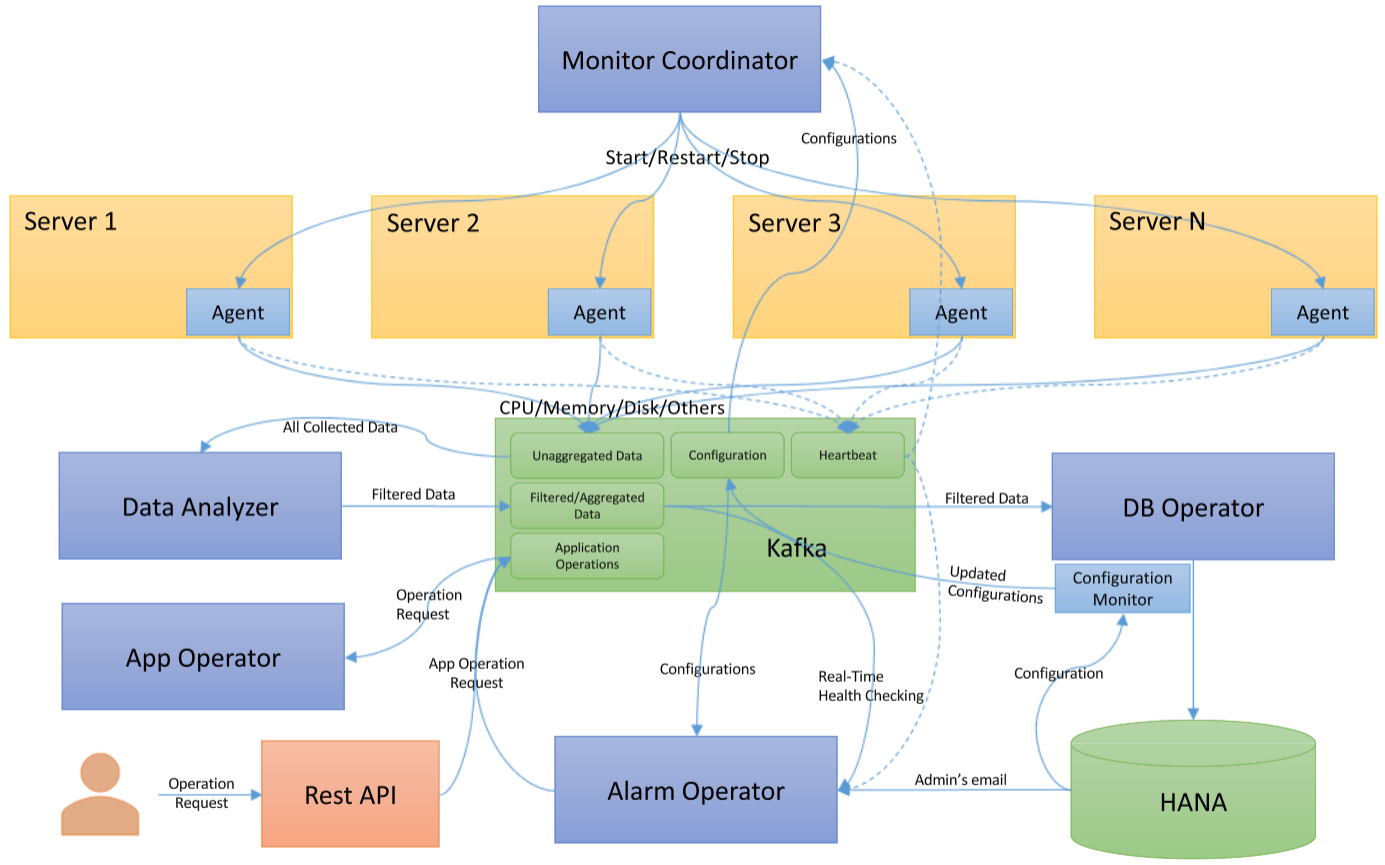 Monitor Coordinator
Configurations
Start/Restart/Stop
Server 1
Server 2
Server 3
Server N
Agent
Agent
Agent
Agent
CPU/Memory/Disk/Others
All Collected Data
Unaggregated Data
Configuration
Heartbeat
Data Analyzer
Filtered Data
Filtered/Aggregated
Data
Filtered Data
DB Operator
Kafka
Application
Operations
Updated
Configurations
Configuration
Monitor
Operation
Request
App Operator
App Operation
Request
Configurations
Real-Time
Health Checking
Configuration
Operation
Request
Rest API
Alarm Operator
Admin's email
HANA